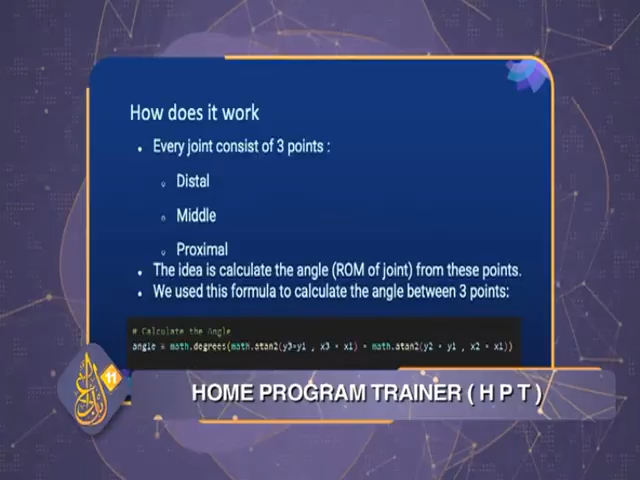 How does it work
• Every joint consist of 3 points :
○ Distal
○ Middle
○ Proximal
• The idea is calculate the angle (ROM of joint) from these points.
• We used this formula to calculate the angle between 3 points:
# Calculate the Angle
angle = math.degrees(math.atan2(y3-y1 , x3 - x1) - math.atan2(y2 - y1 , x2 - x1))
11
HOME PROGRAM TRAINER ( H P T )